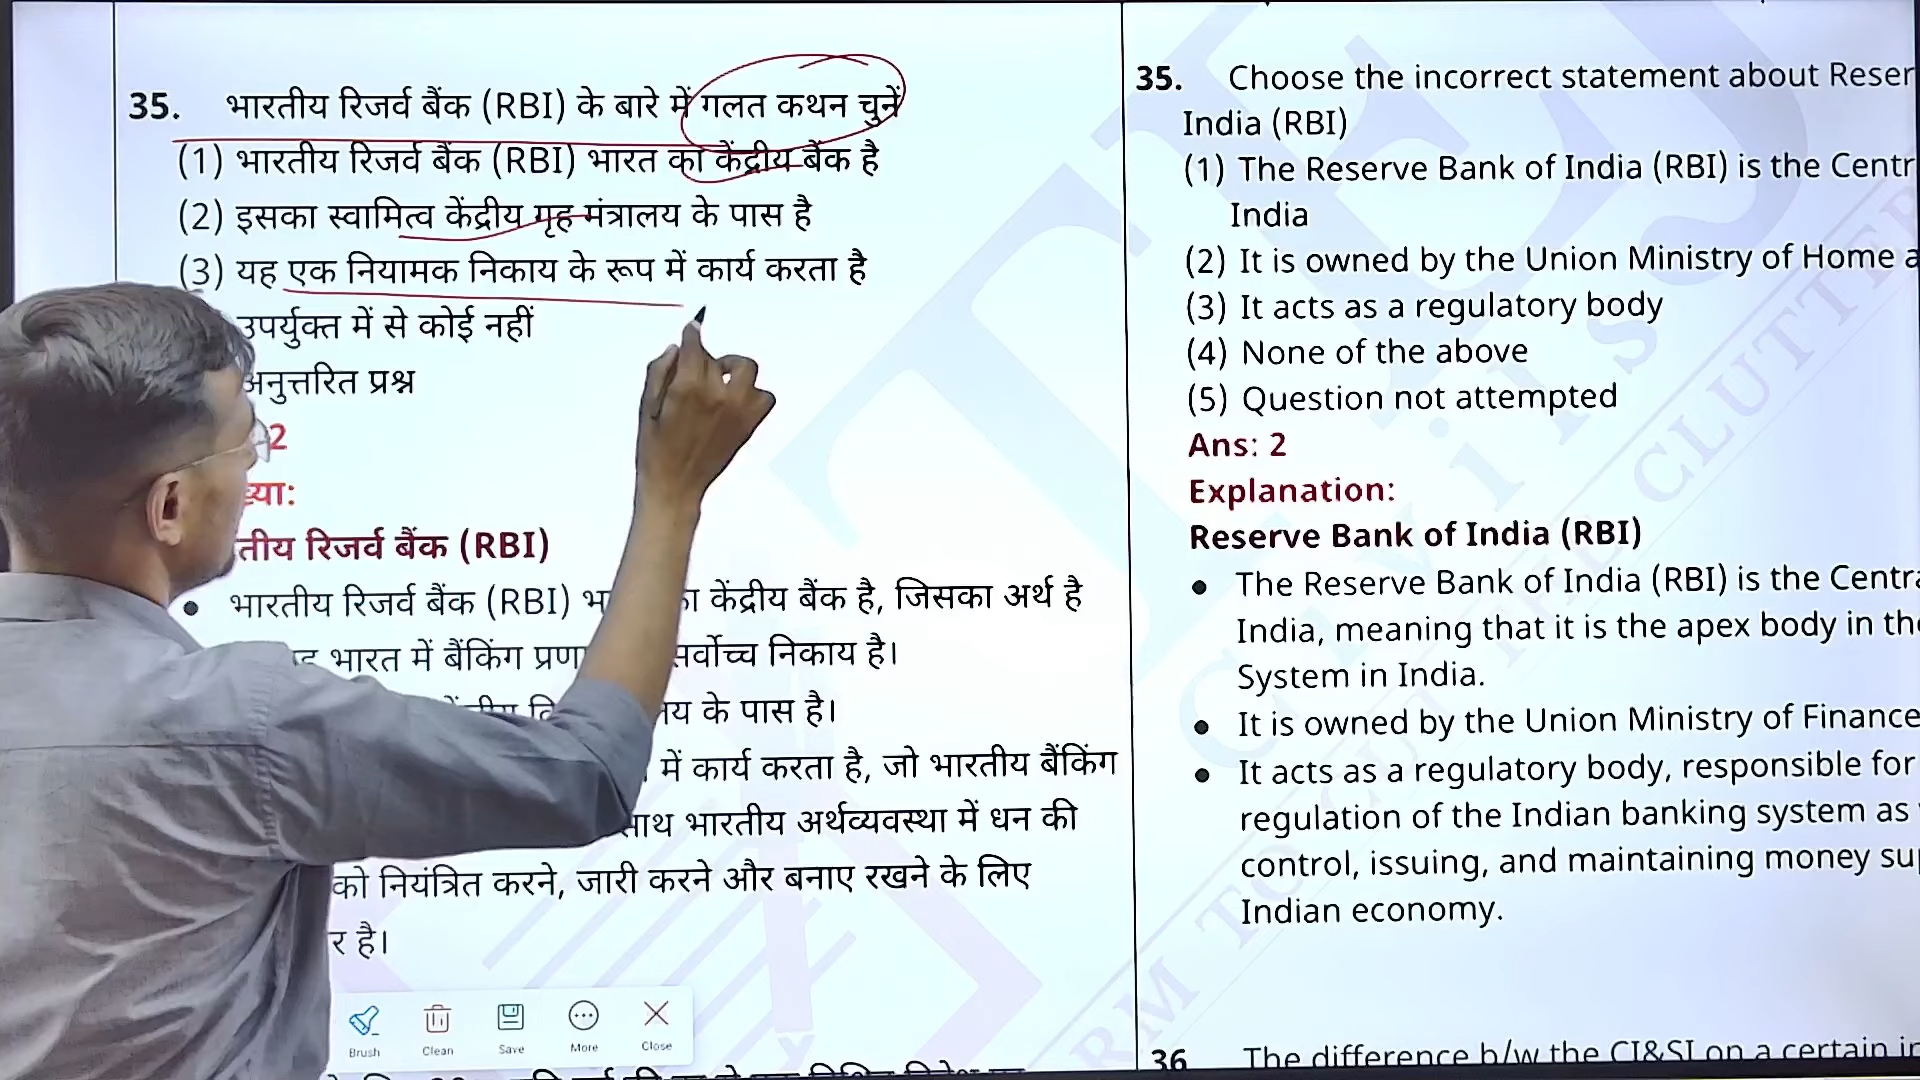 35. भारतीय रिजर्व बैंक (RBI) के बारे में गलत कथन चुनें
(1) भारतीय रिजर्व बैंक (RBI) भारत का केंद्रीय बैंक है
(2) इसका स्वामित्व केंद्रीय गृह मंत्रालय के पास है
(3) यह एक नियामक निकाय के रूप में कार्य करता है
उपर्युक्त में से कोई नहीं
अनुत्तरित प्रश्न
2
रिजर्व बैंक (RBI)
• भारतीय रिजर्व बैंक (RBI) केंद्रीय बैंक है, जिसका अर्थ है
भारत में बैंकिंग सर्वोच्च निकाय है।
के पास है।
में कार्य करता है, जो भारतीय बैंकिंग
भारतीय अर्थव्यवस्था में धन की
को नियंत्रित करने, जारी करने और बनाए रखने के लिए
है।
Brush Clean Save More Close
35. Choose the incorrect statement about Reser
India (RBI)
(1) The Reserve Bank of India (RBI) is the Centr
India
(2) It is owned by the Union Ministry of Home a
(3) It acts as a regulatory body
(4) None of the above
(5) Question not attempted
Ans: 2
Explanation:
Reserve Bank of India (RBI)
• The Reserve Bank of India (RBI) is the Centra
India, meaning that it is the apex body in the
System in India.
• It is owned by the Union Ministry of Finance
• It acts as a regulatory body, responsible for
regulation of the Indian banking system as
control, issuing, and maintaining money su
Indian economy.
36 The difference b/w the CI&SI on a certain i